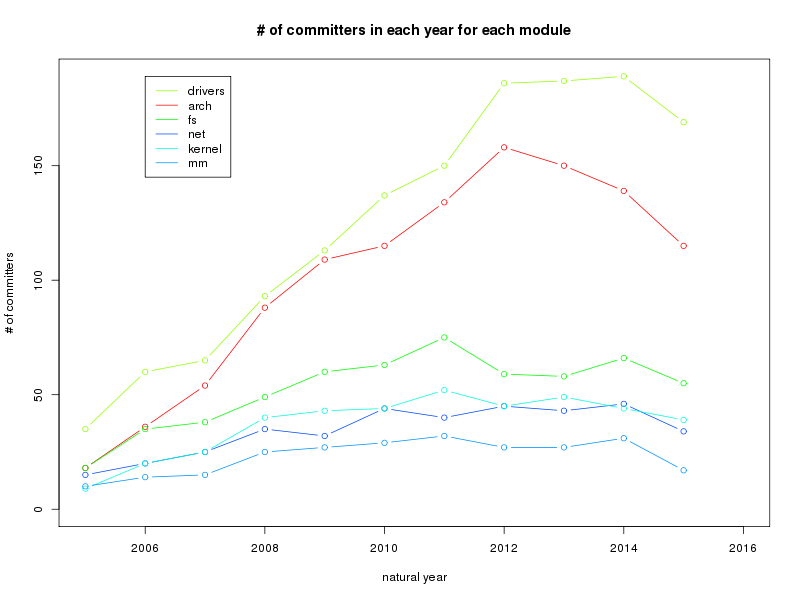 # of committers in each year for each module
drivers
arch
fs
net
kernel
mm
# of committers
150
100
50
0
2006 2008 2010 2012 2014 2016
natural year